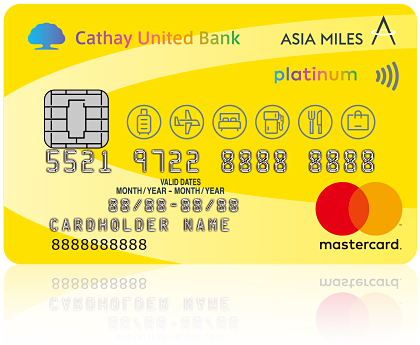 Cathay United Bank
ASIA MILES
platinum
5521 9722 8888 8888
VALID DATES
MONTH/YEAR – MONTH/YEAR
88/88-88/88
CARDHOLDER NAME
8888888888
mastercard.